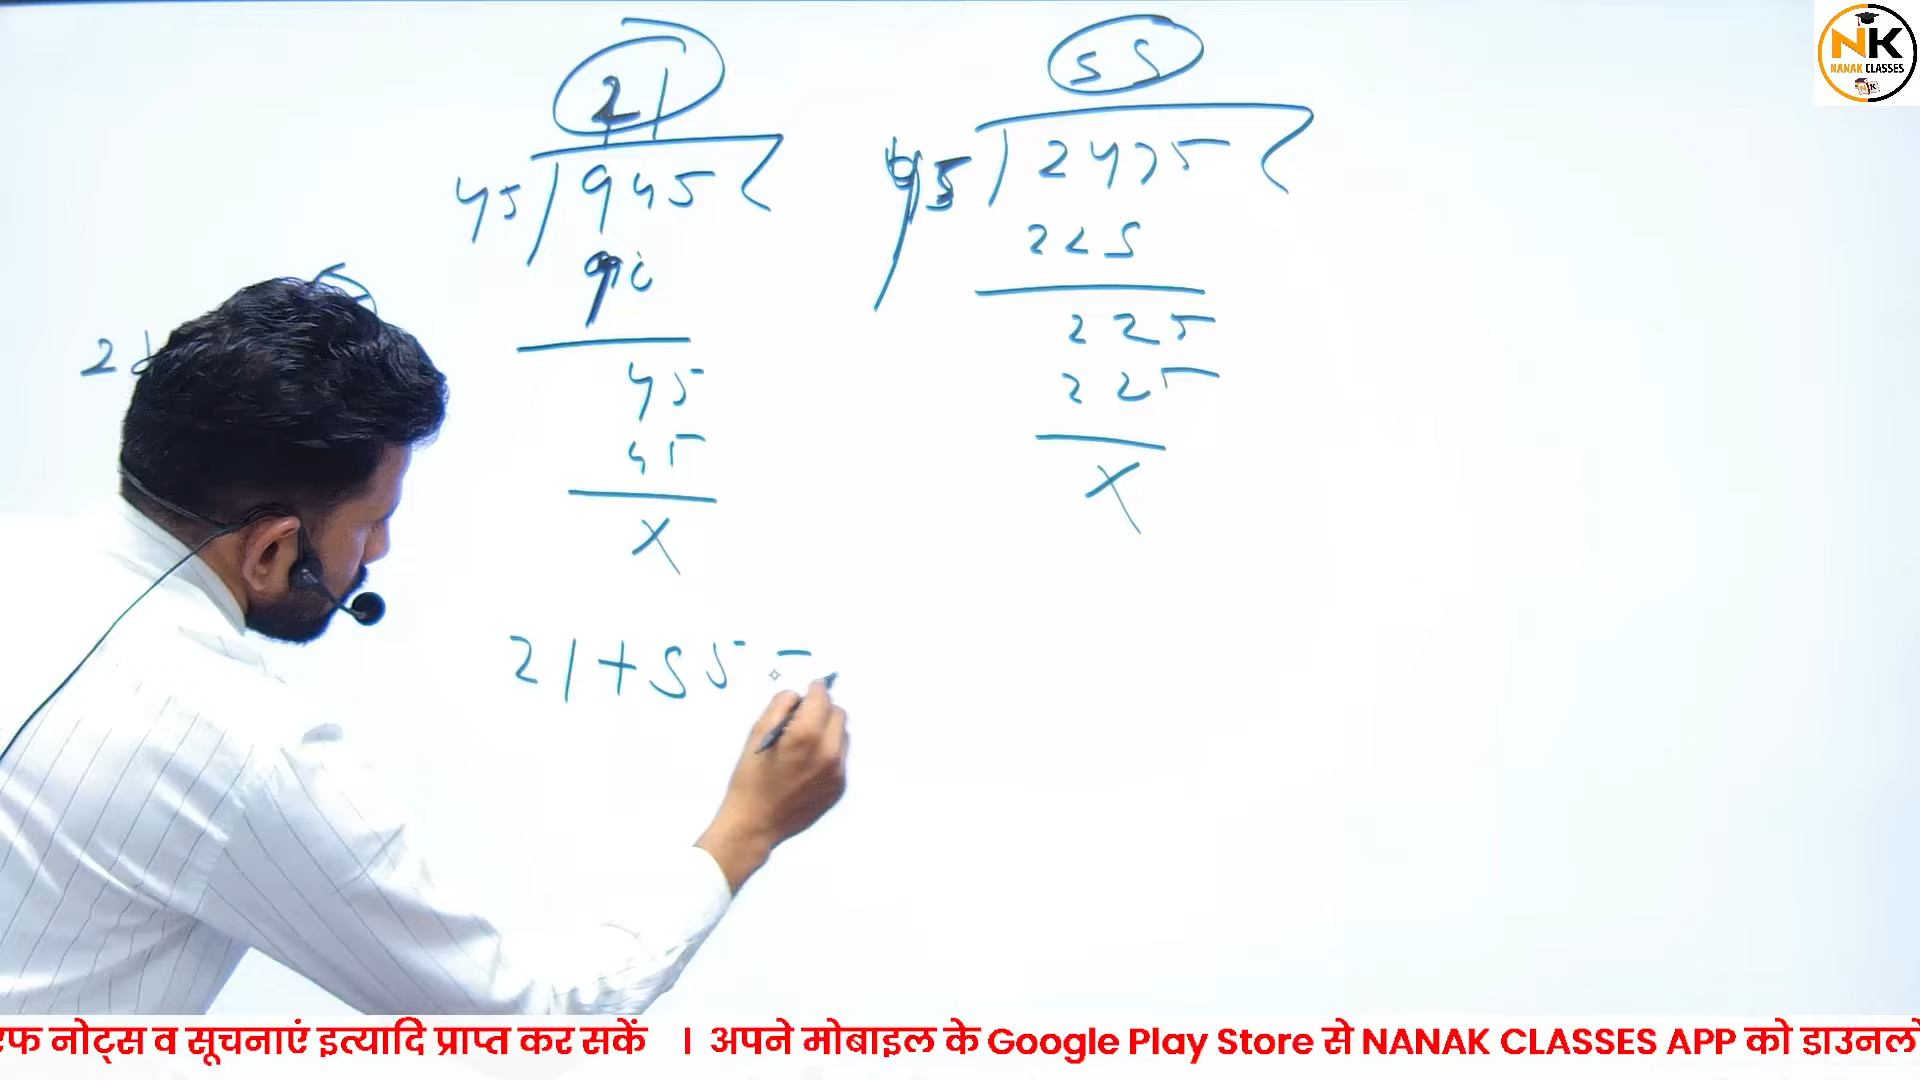 21
45)945(
90
45
45
X
55
45)2475(
225
225
225
X
21+55=
NK
NANAK CLASSES
एफ नोट्स व सूचनाएं इत्यादि प्राप्त कर सकें । अपने मोबाइल के Google Play Store से NANAK CLASSES APP को डाउनलो